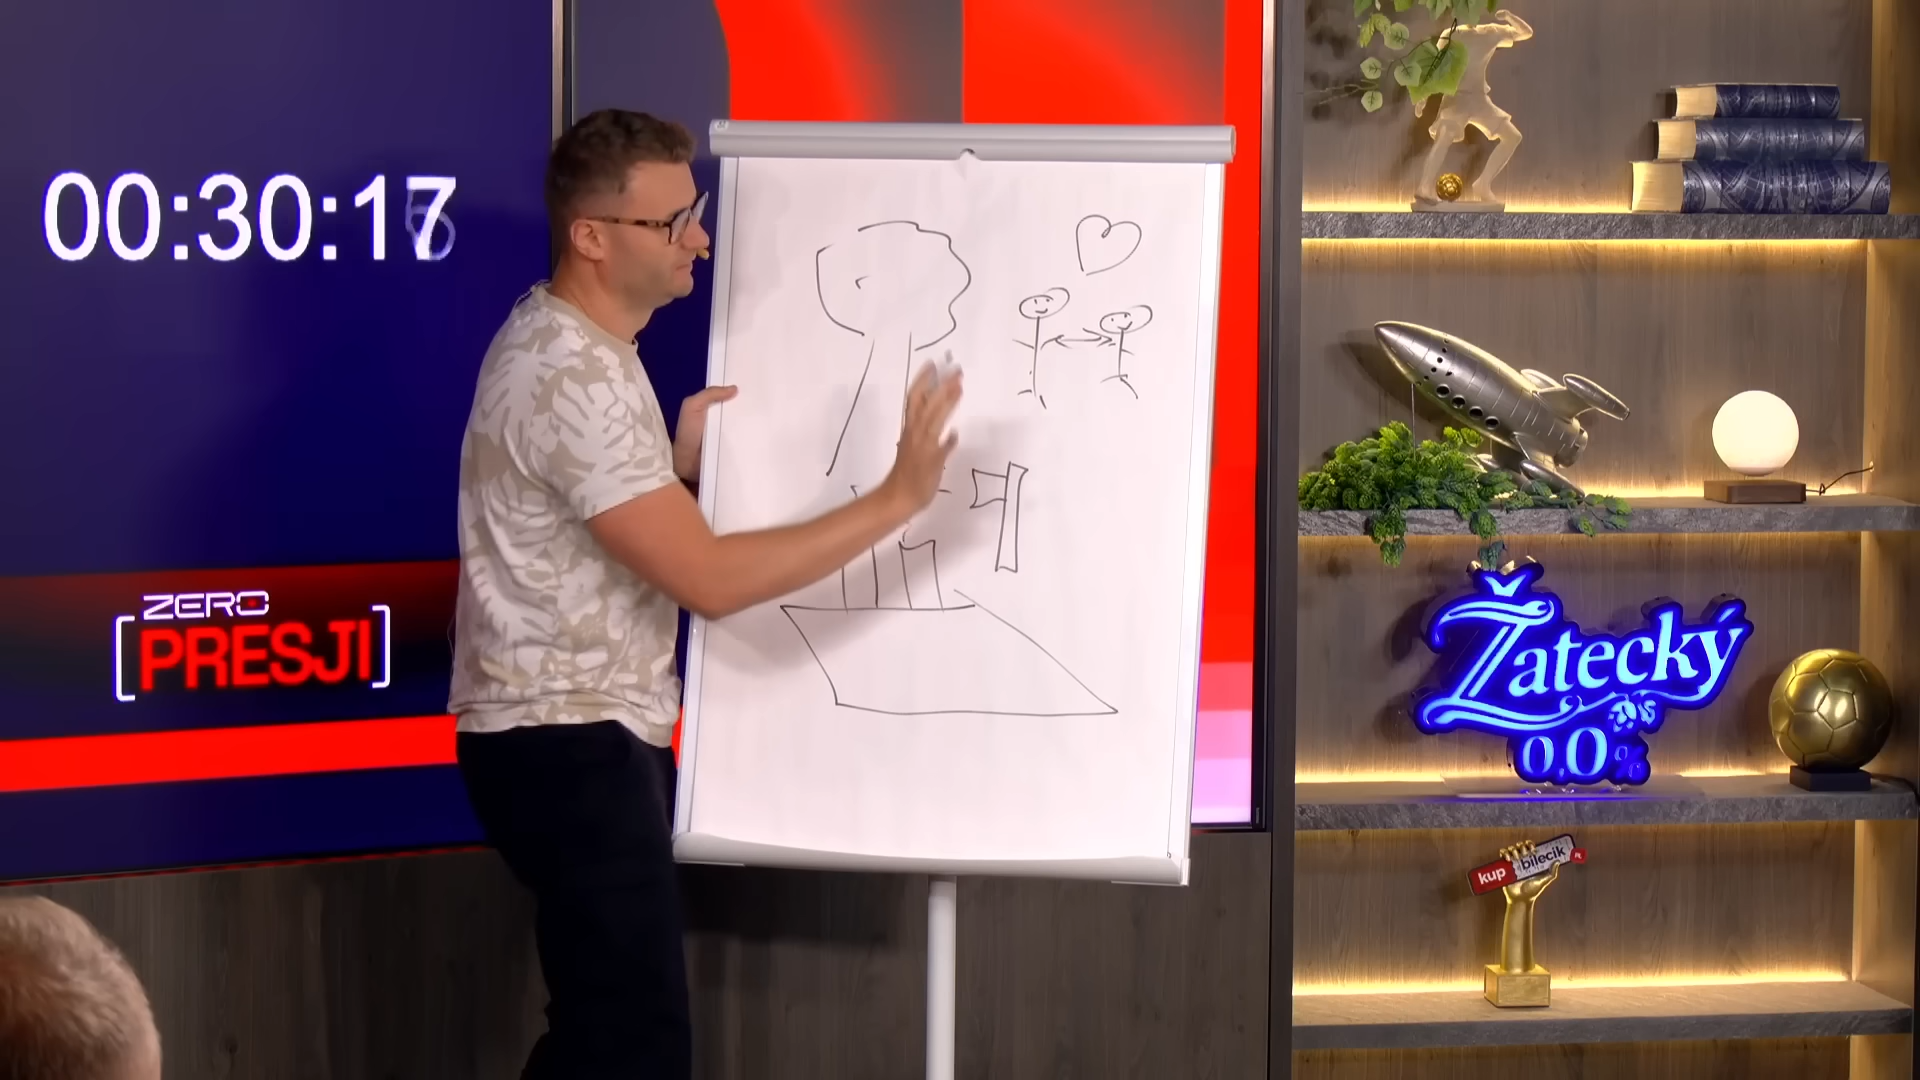 00:30:17
ZERO
[PRESJI]
Žatecký
0,0%
kup bilecik